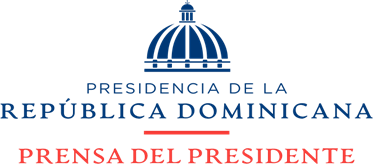 PRESIDENCIA DE LA
REPÚBLICA DOMINICANA
PRENSA DEL PRESIDENTE